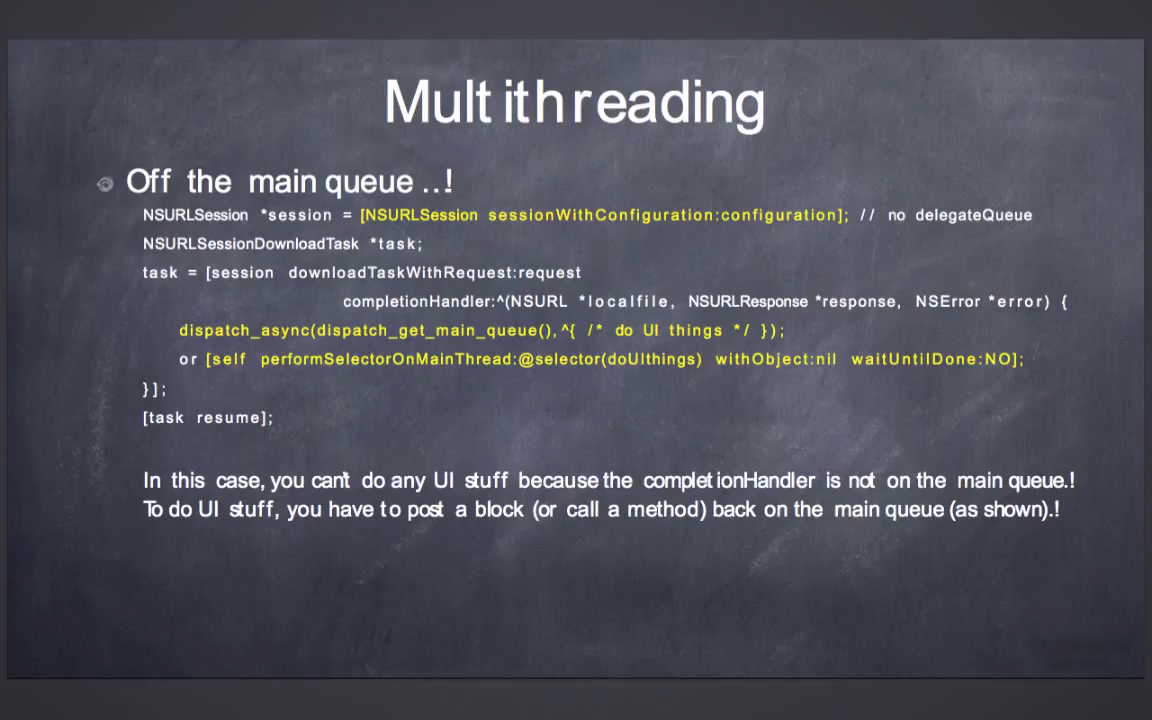 Multithreading
Off the main queue ..!
NSURLSession *session = [NSURLSession sessionWithConfiguration:configuration]; // no delegateQueue
NSURLSessionDownloadTask *task;
task = [session downloadTaskWithRequest:request
completionHandler:^(NSURL *localfile, NSURLResponse *response, NSError *error) {
dispatch_async(dispatch_get_main_queue(), ^{ /* do UI things */ });
or [self performSelectorOnMainThread:@selector(doUIthings) withObject:nil waitUntilDone:NO];
}];
[task resume];
In this case, you can't do any UI stuff because the completionHandler is not on the main queue.!
To do UI stuff, you have to post a block (or call a method) back on the main queue (as shown).!